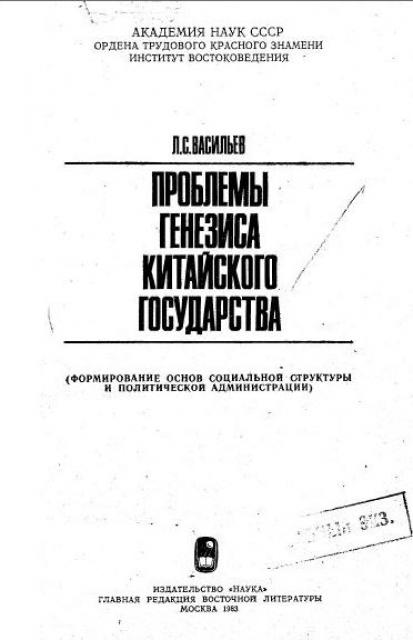 АКАДЕМИЯ НАУК СССР
ОРДЕНА ТРУДОВОГО КРАСНОГО ЗНАМЕНИ
ИНСТИТУТ ВОСТОКОВЕДЕНИЯ
Л.С.ВАСИЛЬЕВ
ПРОБЛЕМЫ
ГЕНЕЗИСА
КИТАЙСКОГО
ГОСУДАРСТВА
(ФОРМИРОВАНИЕ ОСНОВ СОЦИАЛЬНОЙ СТРУКТУРЫ
И ПОЛИТИЧЕСКОЙ АДМИНИСТРАЦИИ)
ЭКЗ.
ИЗДАТЕЛЬСТВО «НАУКА»
ГЛАВНАЯ РЕДАКЦИЯ ВОСТОЧНОЙ ЛИТЕРАТУРЫ
МОСКВА 1983